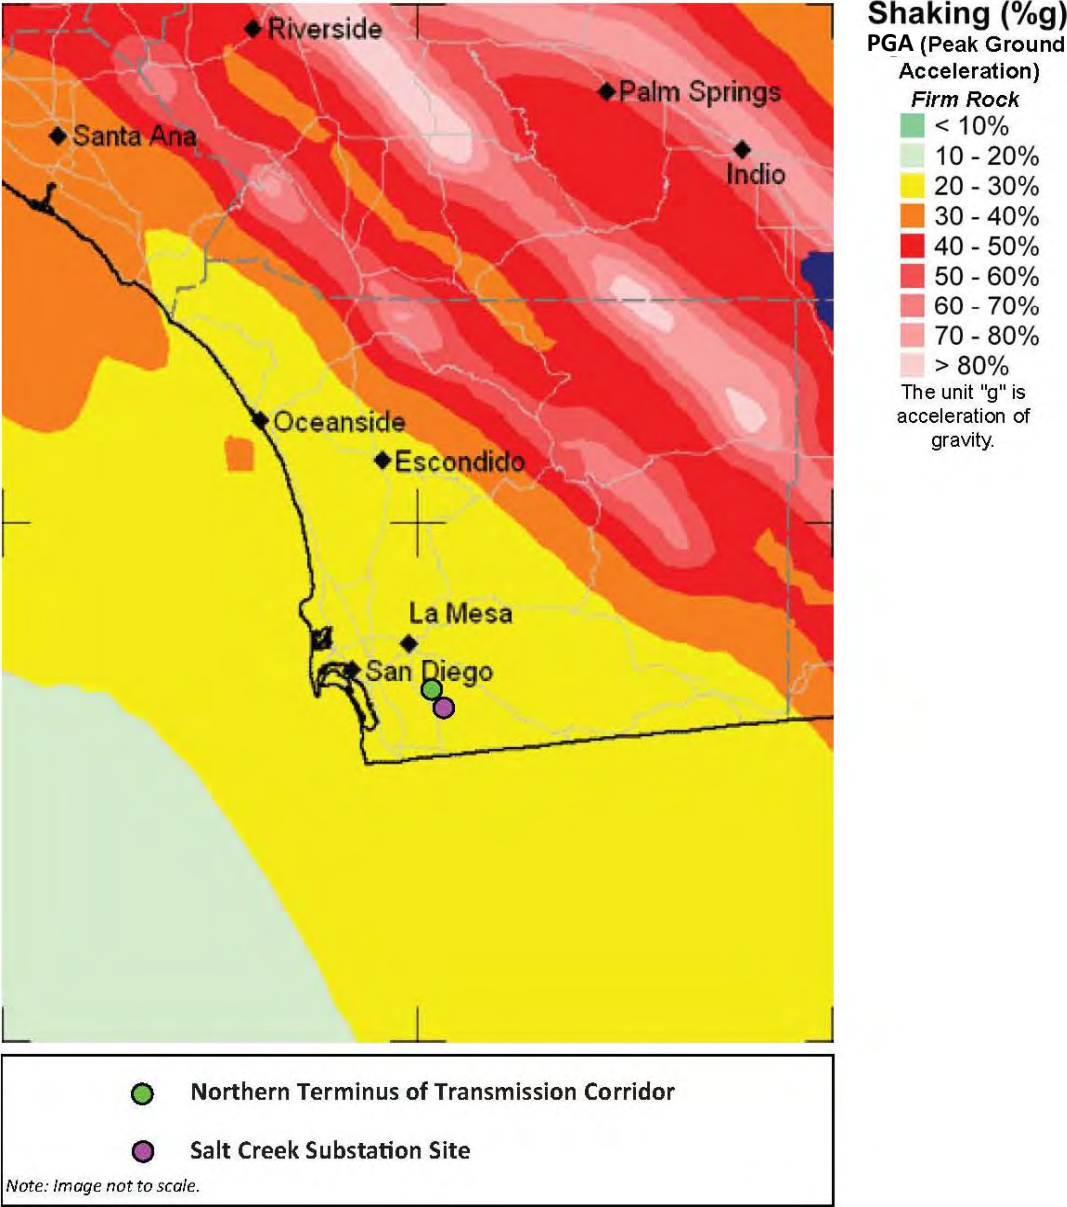 Riverside
Palm Springs
Santa Ana
Indio
Oceanside
Escondido
La Mesa
San Diego
Shaking (%g)
PGA (Peak Ground
Acceleration)
Firm Rock
< 10%
10 - 20%
20 - 30%
30 - 40%
40 - 50%
50 - 60%
60 - 70%
70 - 80%
> 80%
The unit "g" is
acceleration of
gravity.
Northern Terminus of Transmission Corridor
Salt Creek Substation Site
Note: Image not to scale.